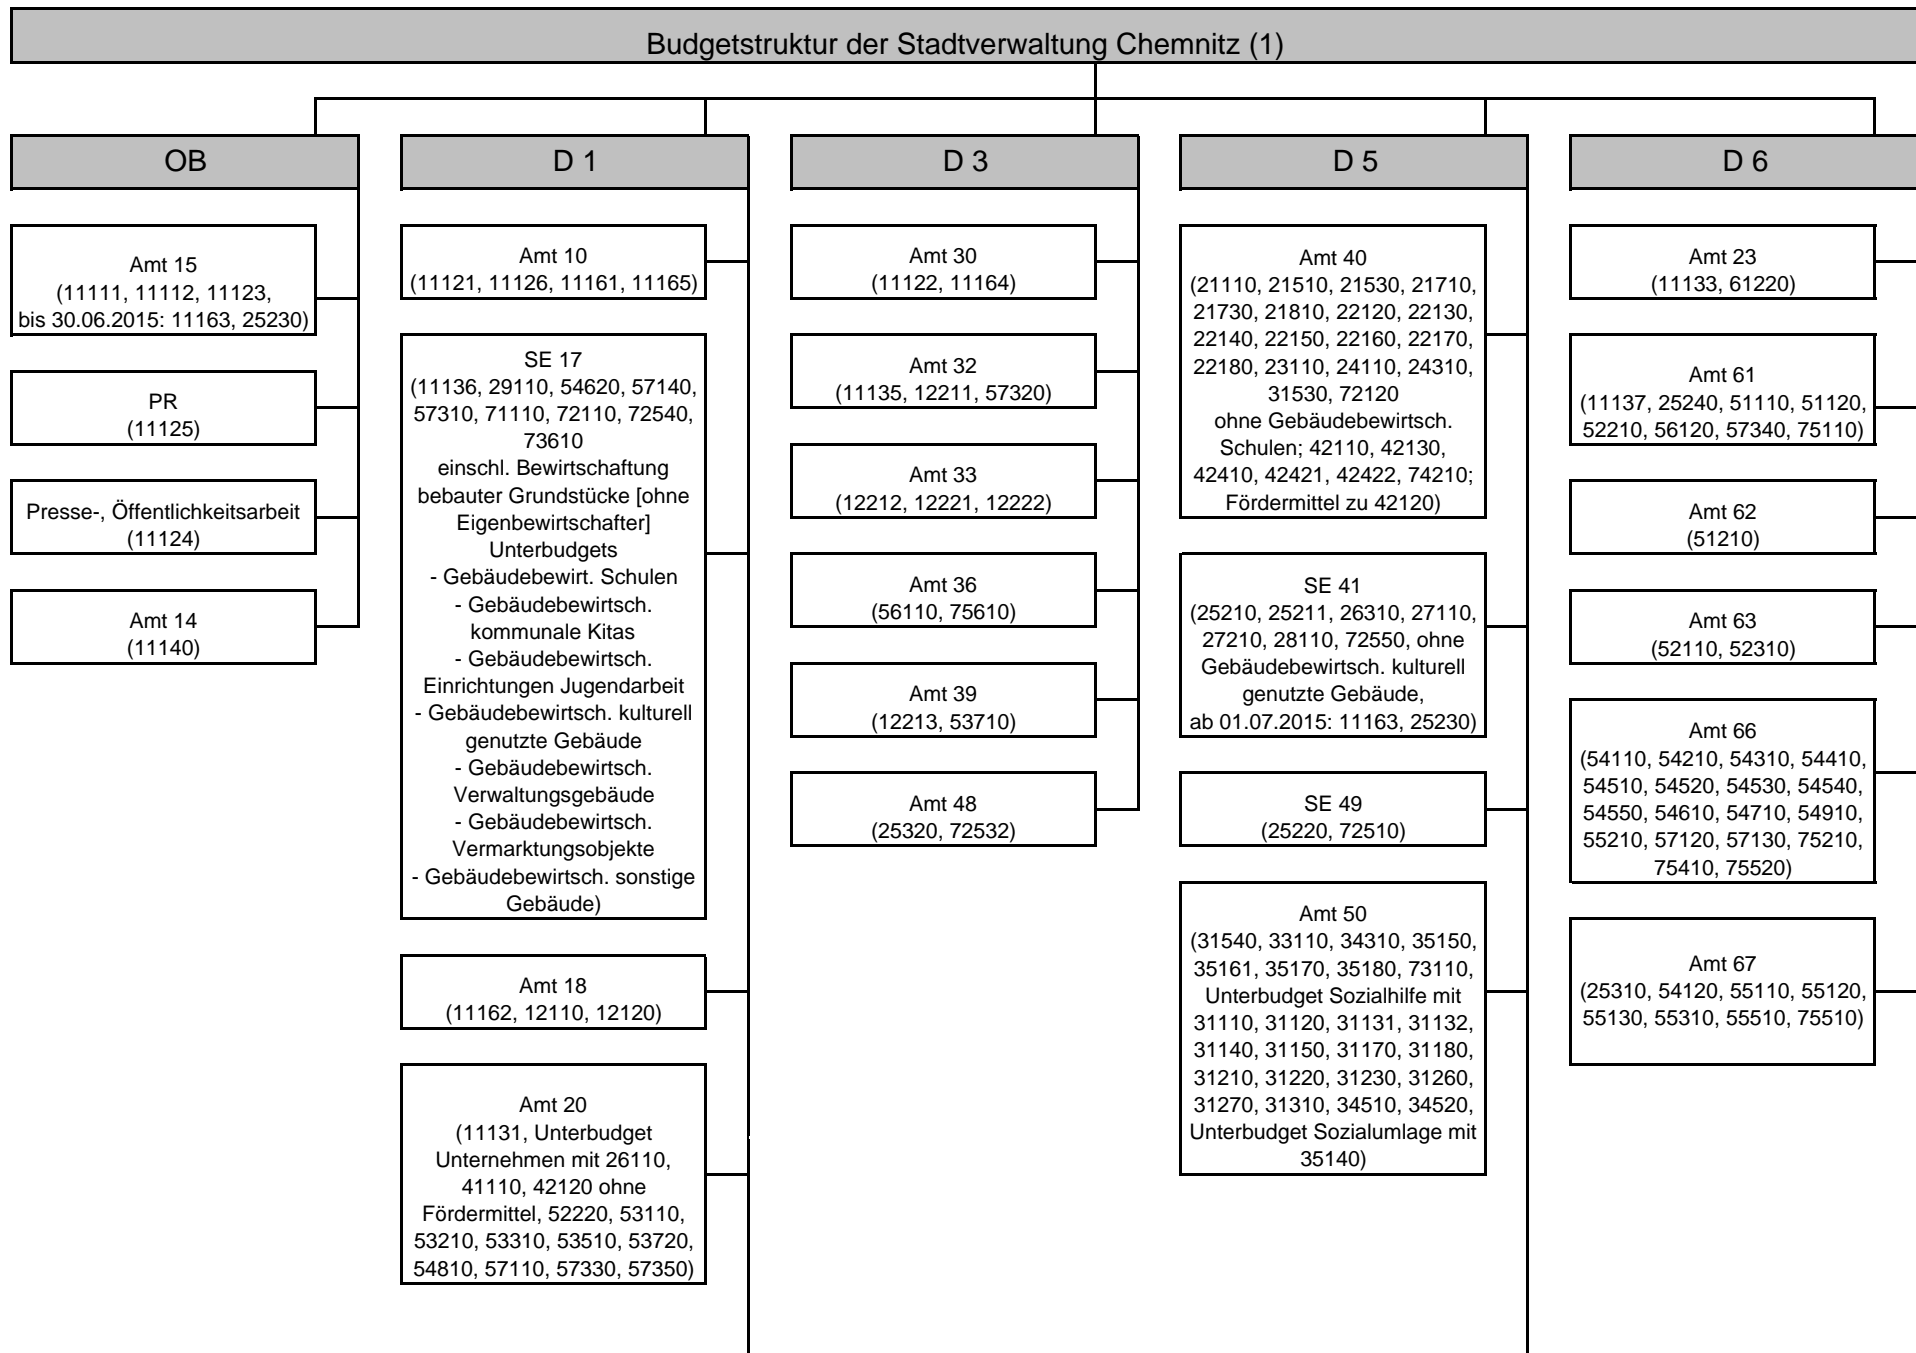 Budgetstruktur der Stadtverwaltung Chemnitz (1)
OB
Amt 15
(11111, 11112, 11123,
bis 30.06.2015: 11163, 25230)
PR
(11125)
Presse-, Öffentlichkeitsarbeit
(11124)
Amt 14
(11140)
D 1
Amt 10
(11121, 11126, 11161, 11165)
SE 17
(11136, 29110, 54620, 57140,
57310, 71110, 72110, 72540,
73610
einschl. Bewirtschaftung
bebauter Grundstücke [ohne
Eigenbewirtschafter]
Unterbudgets
- Gebäudebewirt. Schulen
- Gebäudebewirtsch.
kommunale Kitas
- Gebäudebewirtsch.
Einrichtungen Jugendarbeit
- Gebäudebewirtsch. kulturell
genutzte Gebäude
- Gebäudebewirtsch.
Verwaltungsgebäude
- Gebäudebewirtsch.
Vermarktungsobjekte
- Gebäudebewirtsch. sonstige
Gebäude)
Amt 18
(11162, 12110, 12120)
Amt 20
(11131, Unterbudget
Unternehmen mit 26110,
41110, 42120 ohne
Fördermittel, 52220, 53110,
53210, 53310, 53510, 53720,
54810, 57110, 57330, 57350)
D 3
Amt 30
(11122, 11164)
Amt 32
(11135, 12211, 57320)
Amt 33
(12212, 12221, 12222)
Amt 36
(56110, 75610)
Amt 39
(12213, 53710)
Amt 48
(25320, 72532)
D 5
Amt 40
(21110, 21510, 21530, 21710,
21730, 21810, 22120, 22130,
22140, 22150, 22160, 22170,
22180, 23110, 24110, 24310,
31530, 72120
ohne Gebäudebewirtsch.
Schulen; 42110, 42130,
42410, 42421, 42422, 74210;
Fördermittel zu 42120)
SE 41
(25210, 25211, 26310, 27110,
27210, 28110, 72550, ohne
Gebäudebewirtsch. kulturell
genutzte Gebäude,
ab 01.07.2015: 11163, 25230)
SE 49
(25220, 72510)
Amt 50
(31540, 33110, 34310, 35150,
35161, 35170, 35180, 73110,
Unterbudget Sozialhilfe mit
31110, 31120, 31131, 31132,
31140, 31150, 31170, 31180,
31210, 31220, 31230, 31260,
31270, 31310, 34510, 34520,
Unterbudget Sozialumlage mit
35140)
D 6
Amt 23
(11133, 61220)
Amt 61
(11137, 25240, 51110, 51120,
52210, 56120, 57340, 75110)
Amt 62
(51210)
Amt 63
(52110, 52310)
Amt 66
(54110, 54210, 54310, 54410,
54510, 54520, 54530, 54540,
54550, 54610, 54710, 54910,
55210, 57120, 57130, 75210,
75410, 75520)
Amt 67
(25310, 54120, 55110, 55120,
55130, 55310, 55510, 75510)